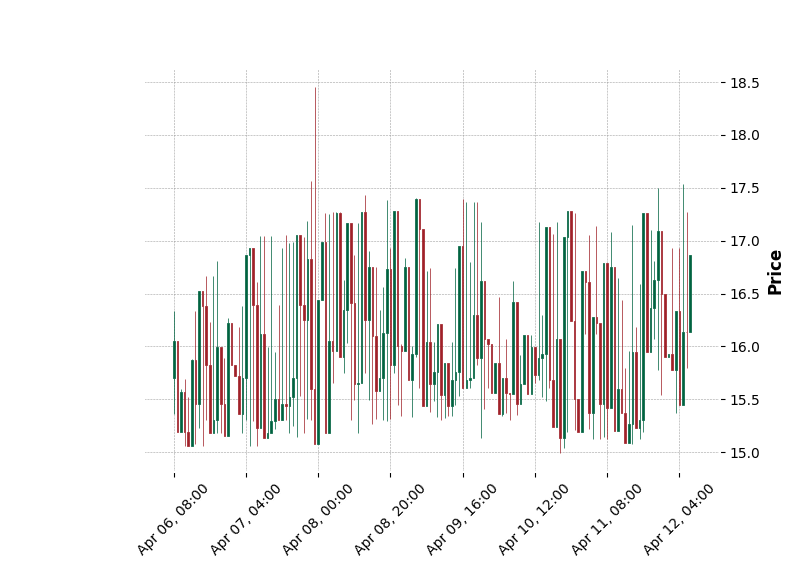 18.5
18.0
17.5
17.0
16.5
16.0
15.5
15.0
Price
Apr 06, 08:00
Apr 07, 04:00
Apr 08, 00:00
Apr 08, 20:00
Apr 09, 16:00
Apr 10, 12:00
Apr 11, 08:00
Apr 12, 04:00